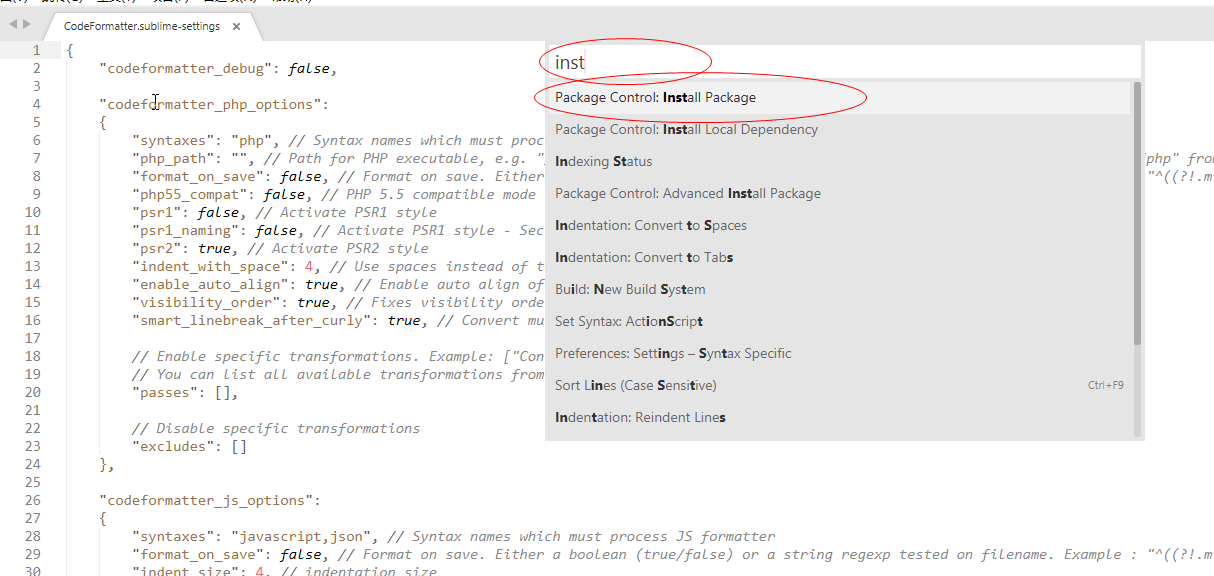 CodeFormatter.sublime-settings ×
inst
Package Control: Install Package
Package Control: Install Local Dependency
Indexing Status
Package Control: Advanced Install Package
Indentation: Convert to Spaces
Indentation: Convert to Tabs
Build: New Build System
Set Syntax: ActionScript
Preferences: Settings – Syntax Specific
Sort Lines (Case Sensitive) Ctrl+F9
Indentation: Reindent Lines
1 {
2 "codeformatter_debug": false,
3
4 "codeformatter_php_options":
5 {
6 "syntaxes": "php", // Syntax names which must proc
7 "php_path": "", // Path for PHP executable, e.g. " php" fro
8 "format_on_save": false, // Format on save. Either "^((?!.m
9 "php55_compat": false, // PHP 5.5 compatible mode
10 "psr1": false, // Activate PSR1 style
11 "psr1_naming": false, // Activate PSR1 style - Sec
12 "psr2": true, // Activate PSR2 style
13 "indent_with_space": 4, // Use spaces instead of t
14 "enable_auto_align": true, // Enable auto align of
15 "visibility_order": true, // Fixes visibility orde
16 "smart_linebreak_after_curly": true, // Convert mu
17
18 // Enable specific transformations. Example: ["Con
19 // You can list all available transformations from
20 "passes": [],
21
22 // Disable specific transformations
23 "excludes": []
24 },
25
26 "codeformatter_js_options":
27 {
28 "syntaxes": "javascript,json", // Syntax names which must process JS formatter
29 "format_on_save": false, // Format on save. Either a boolean (true/false) or a string regexp tested on filename. Example : "^((?!.m
30 "indent_size": 4, // indentation size